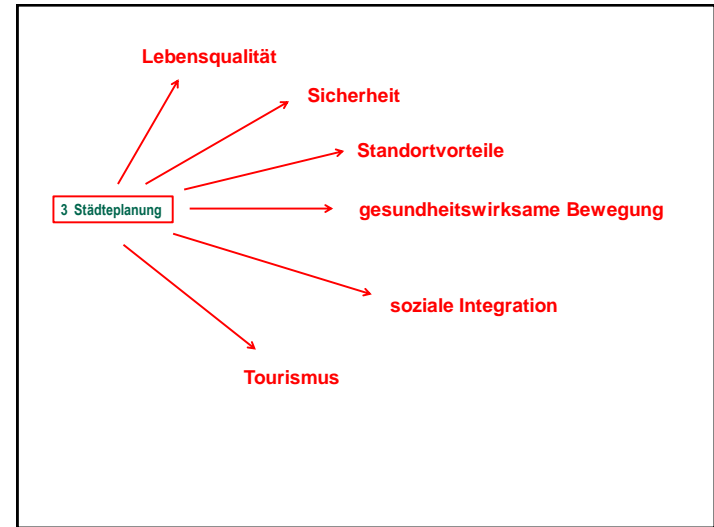 Lebensqualität
Sicherheit
Standortvorteile
3 Städteplanung
gesundheitswirksame Bewegung
soziale Integration
Tourismus